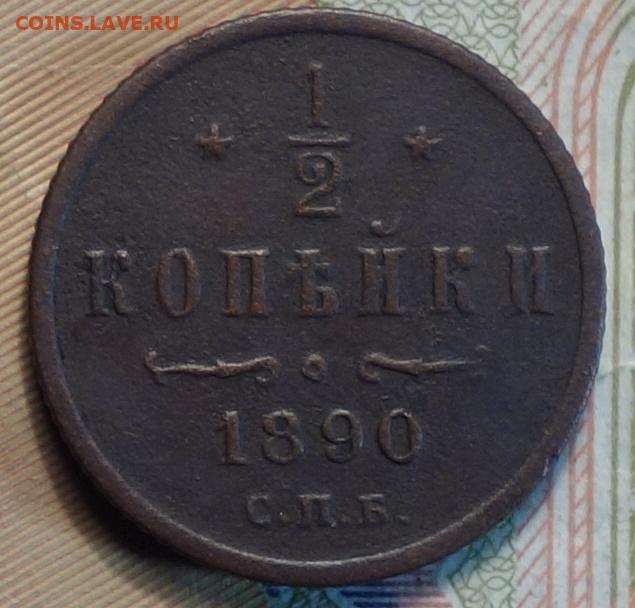 COINS.LAVE.RU
1
2
КОПѢЙКИ
1890
С.П.Б.